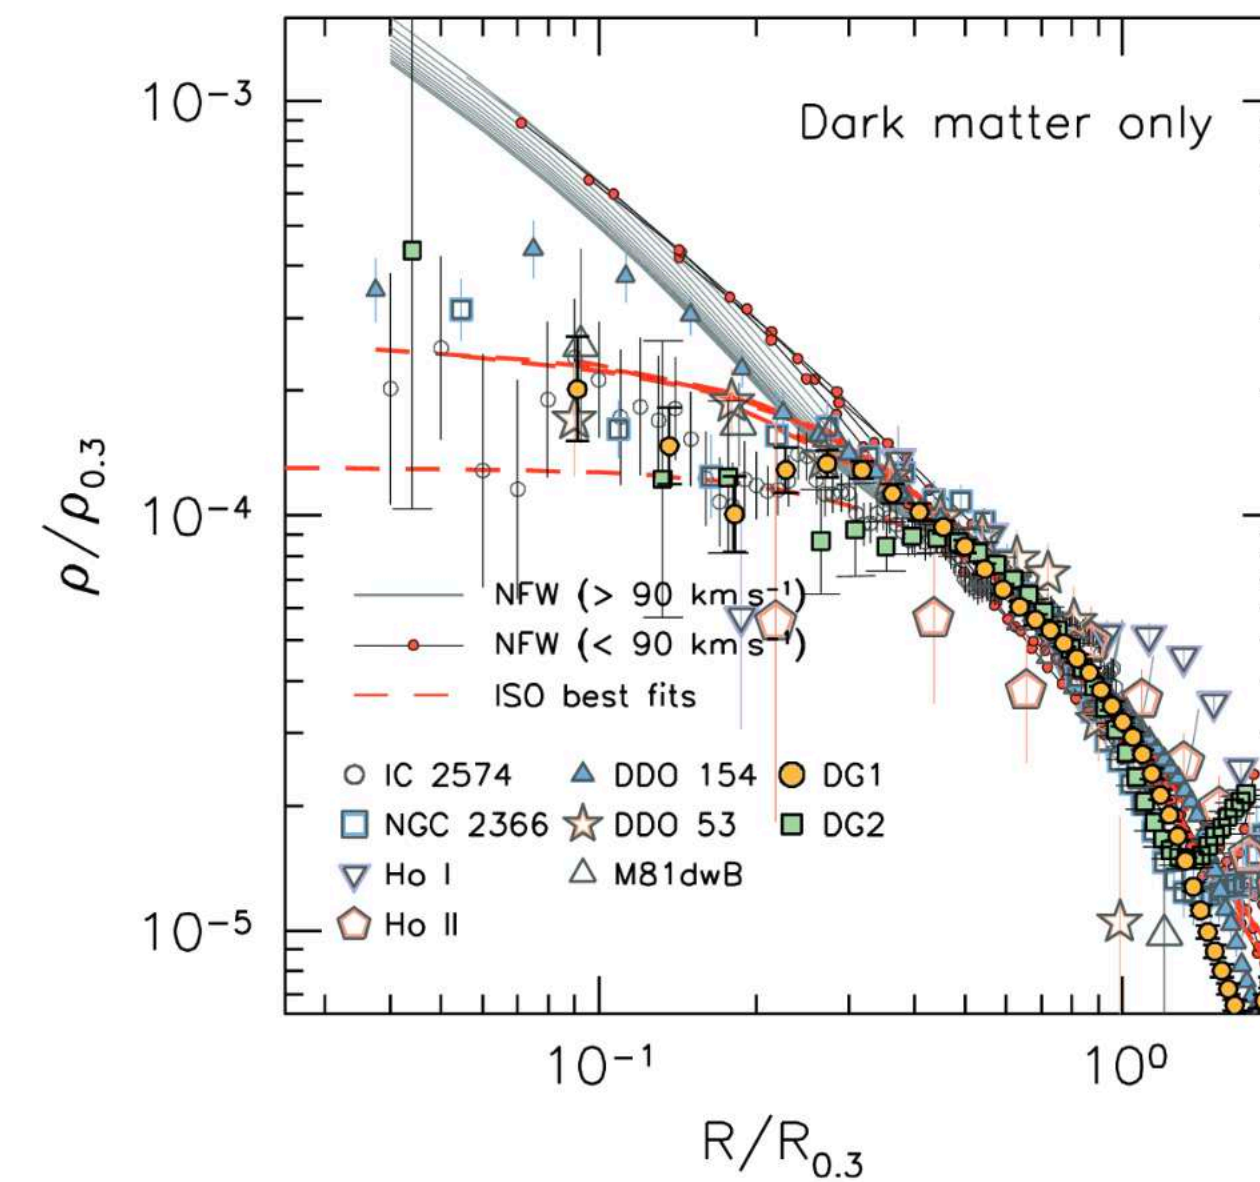 Dark matter only
10⁻³
10⁻⁴
10⁻⁵
ρ/ρ₀.₃
NFW (> 90 km s⁻¹)
NFW (< 90 km s⁻¹)
ISO best fits
IC 2574 DDO 154 DG1
NGC 2366 DDO 53 DG2
Ho I M81dwB
Ho II
10⁻¹ 10⁰
R/R₀.₃